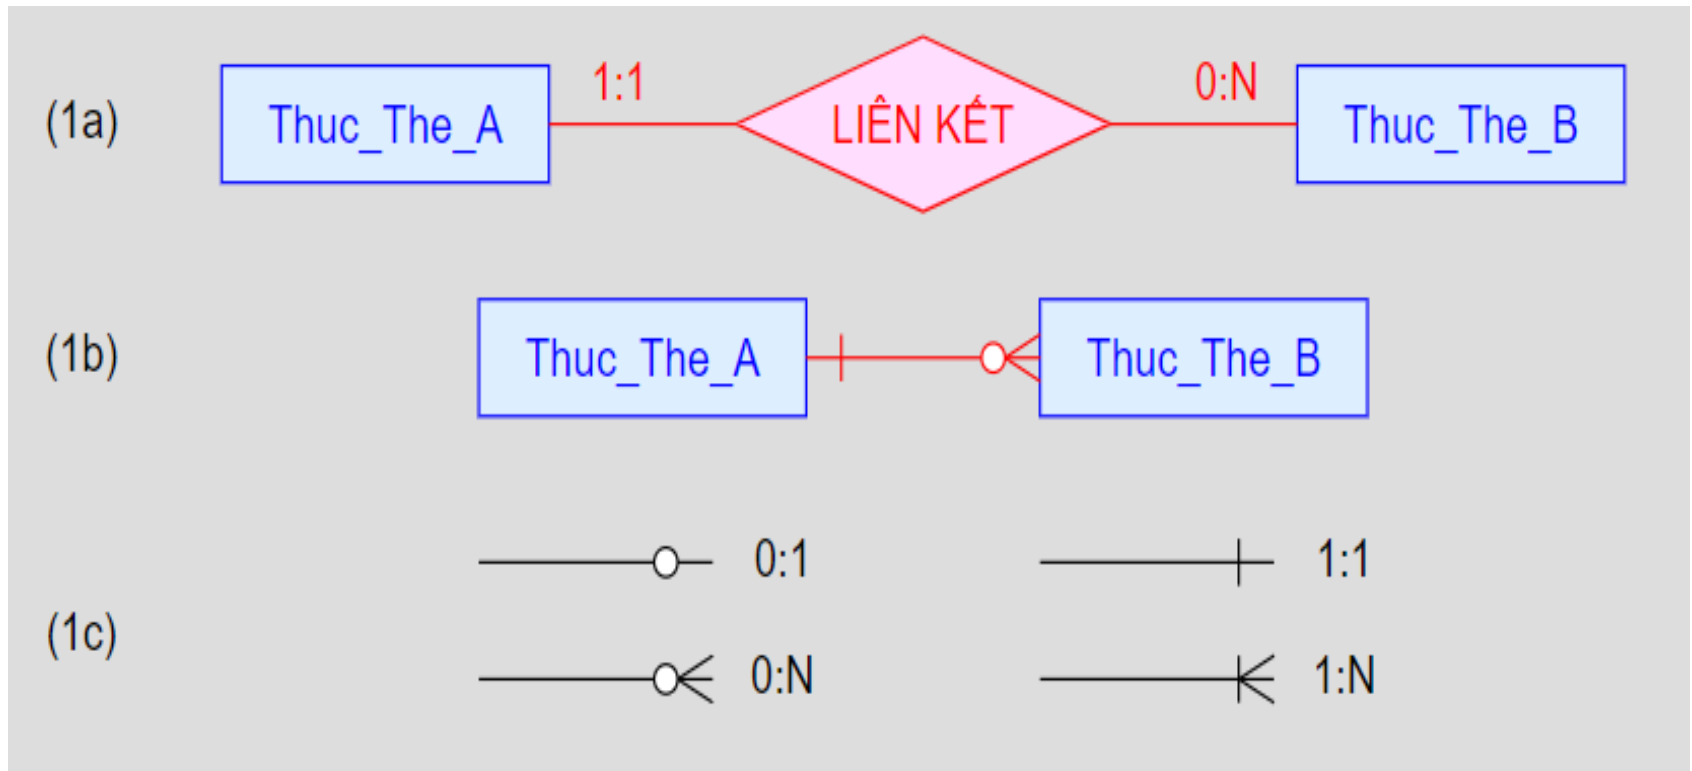 (1a) Thuc_The_A 1:1 LIÊN KẾT 0:N Thuc_The_B
(1b) Thuc_The_A Thuc_The_B
(1c)
0:1 1:1
0:N 1:N